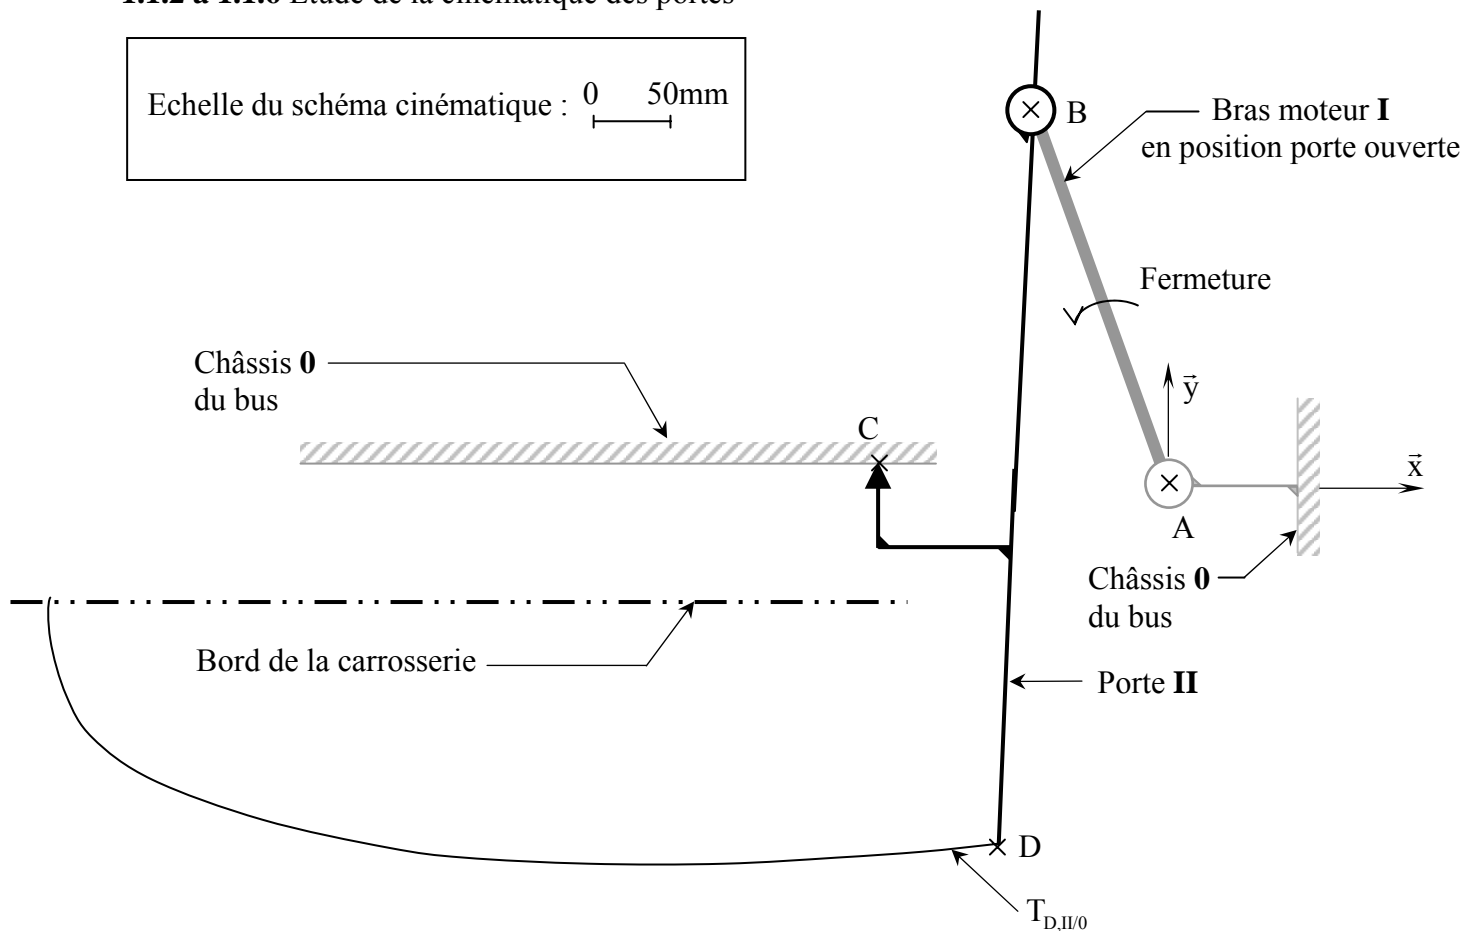 1.1.2 à 1.1.6 Etude de la cinématique des portes
Echelle du schéma cinématique : 0 50mm
B
Bras moteur I
en position porte ouverte
Fermeture
Châssis 0
du bus
C
y
x
A
Châssis 0
du bus
Bord de la carrosserie
Porte II
D
T D,II/0